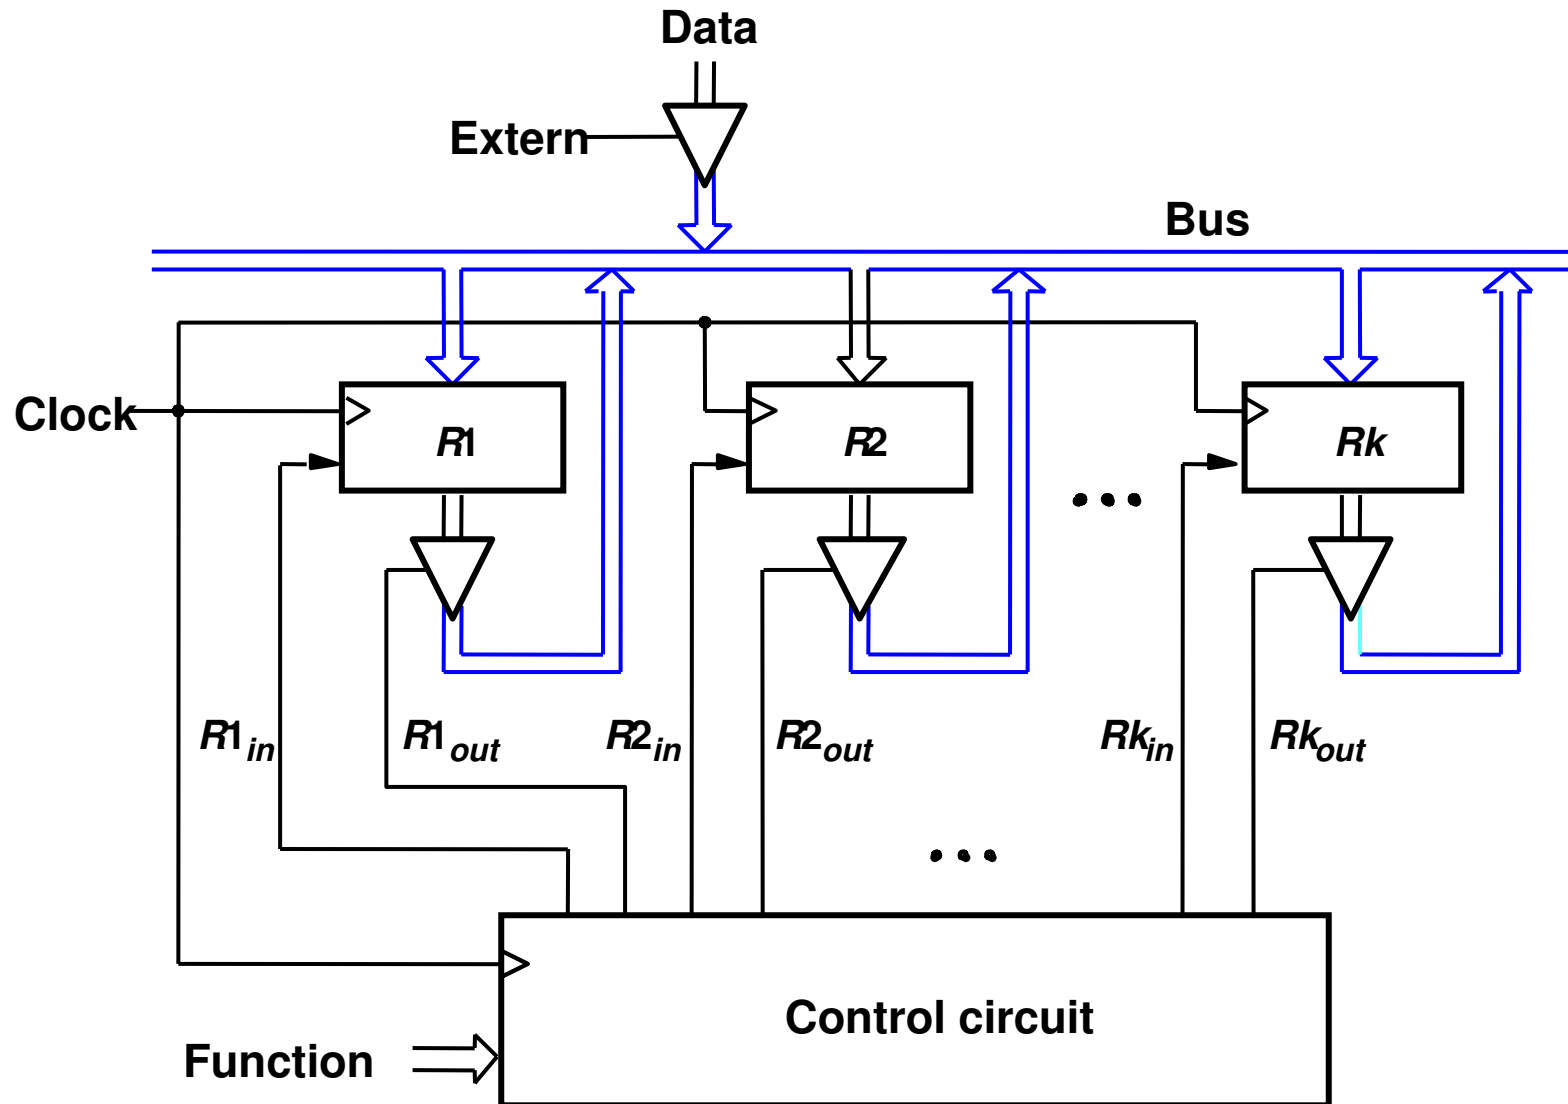 Data
Extern
Bus
Clock
R1
R2
Rk
R1in
R1out
R2in
R2out
Rkin
Rkout
Control circuit
Function